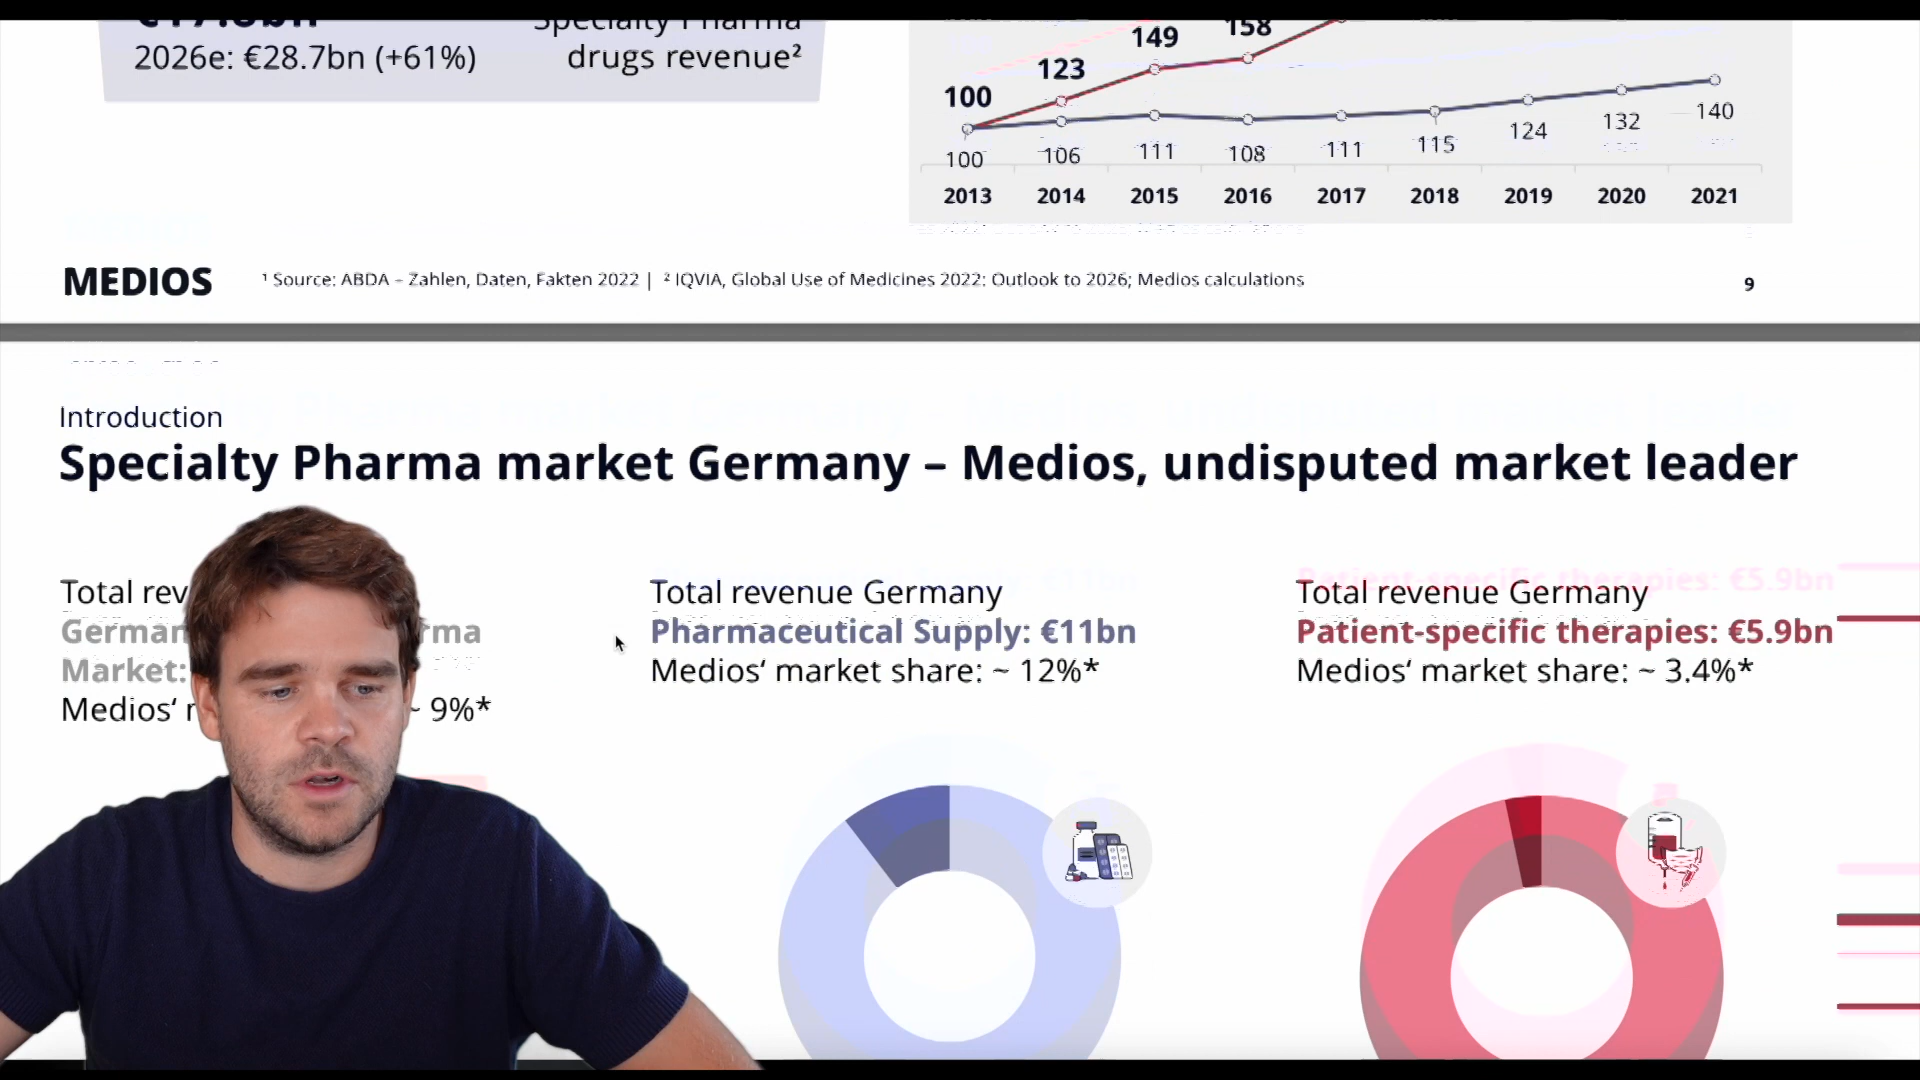 2026e: €28.7bn (+61%)
Specialty Pharma
drugs revenue²
149
158
123
100
100
106
111
108
111
115
124
132
140
2013
2014
2015
2016
2017
2018
2019
2020
2021
MEDIOS
¹ Source: ABDA – Zahlen, Daten, Fakten 2022 | ² IQVIA, Global Use of Medicines 2022: Outlook to 2026; Medios calculations
9
Introduction
Specialty Pharma market Germany – Medios, undisputed market leader
Total
Market:
Medios‘
~ 9%*
Total revenue Germany
Pharmaceutical Supply: €11bn
Medios‘ market share: ~ 12%*
Total revenue Germany
Patient-specific therapies: €5.9bn
Medios‘ market share: ~ 3.4%*